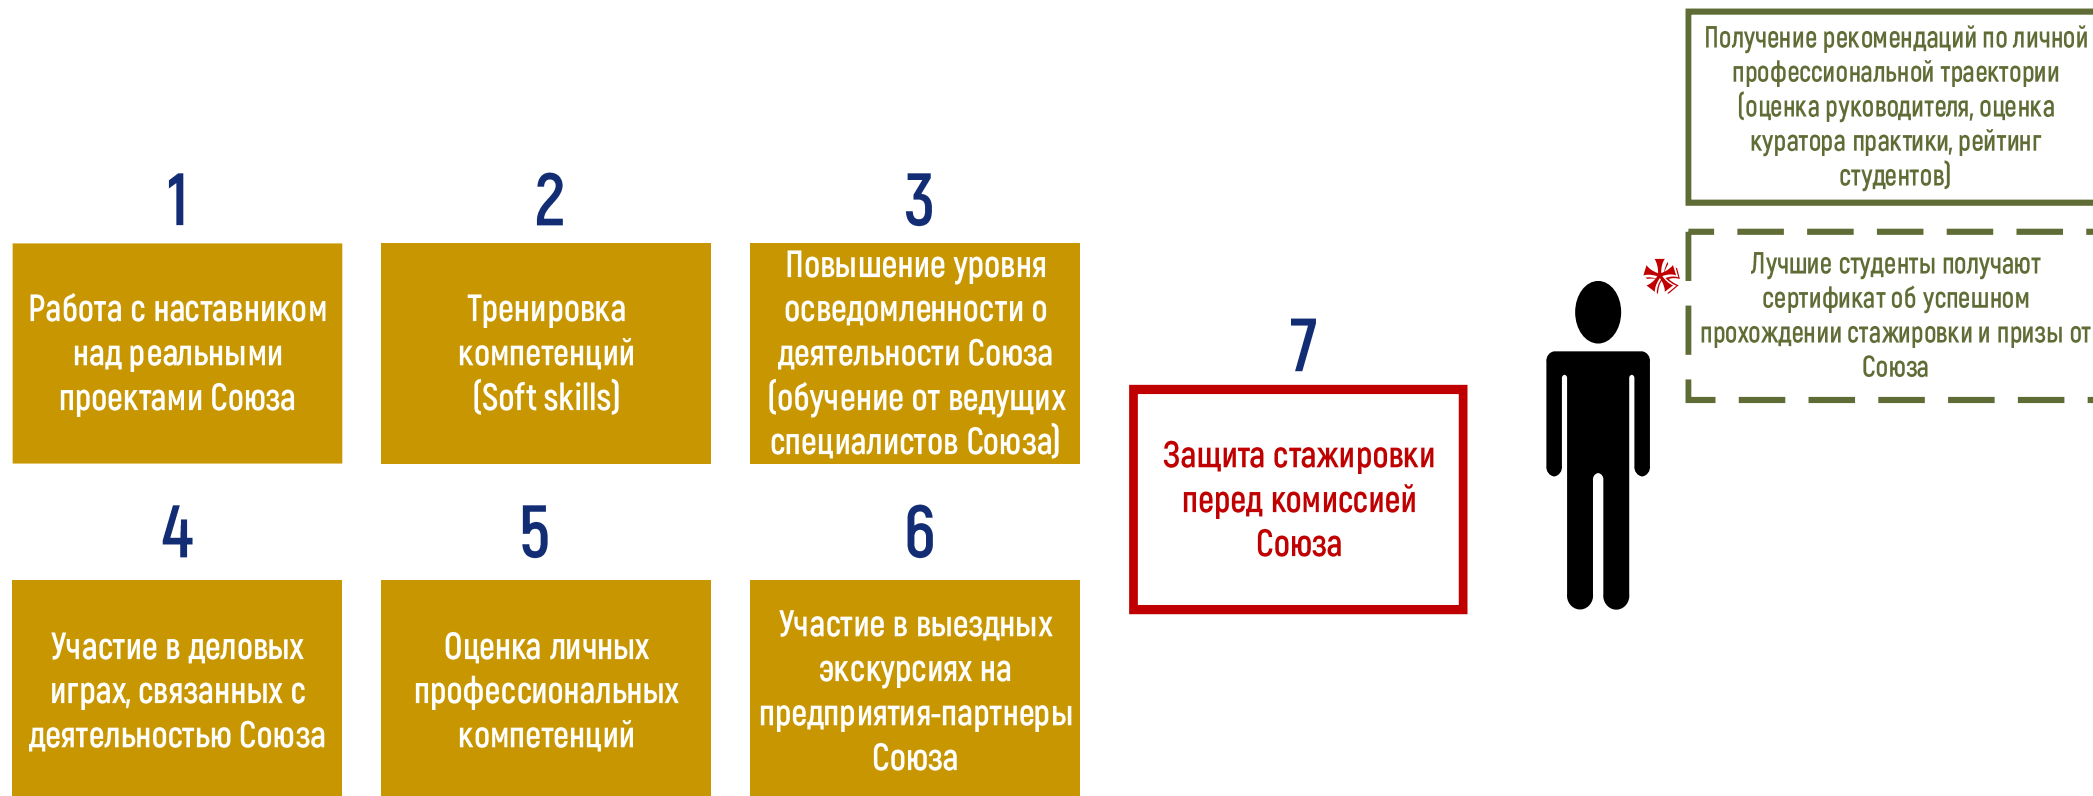 1
Работа с наставником
над реальными
проектами Союза
2
Тренировка
компетенций
(Soft skills)
3
Повышение уровня
осведомленности о
деятельности Союза
(обучение от ведущих
специалистов Союза)
4
Участие в деловых
играх, связанных с
деятельностью Союза
5
Оценка личных
профессиональных
компетенций
6
Участие в выездных
экскурсиях на
предприятия-партнеры
Союза
7
Защита стажировки
перед комиссией
Союза
Получение рекомендаций по личной
профессиональной траектории
(оценка руководителя, оценка
куратора практики, рейтинг
студентов)
*
Лучшие студенты получают
сертификат об успешном
прохождении стажировки и призы от
Союза